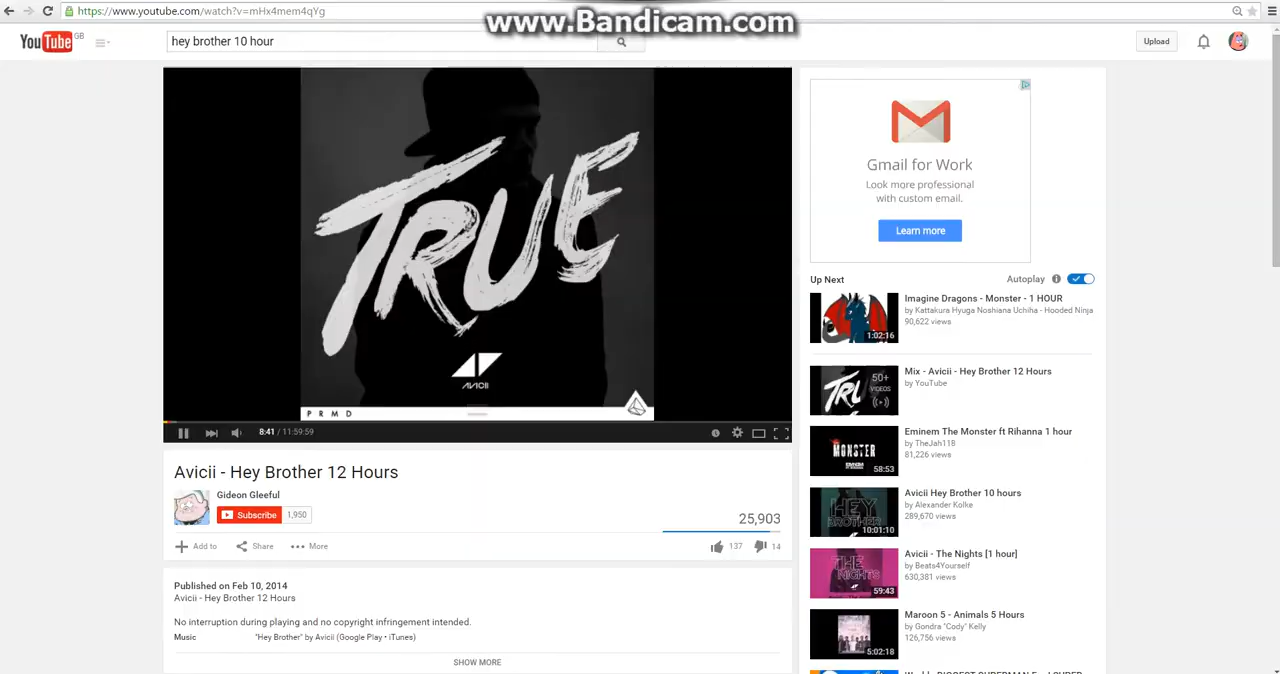 https://www.youtube.com/watch?v=mHx4mem4qYg
www.Bandicam.com
YouTube GB
hey brother 10 hour
Upload
TRUE
AVICII
PRMD
8:41 / 11:59:59
Avicii - Hey Brother 12 Hours
Gideon Gleeful
Subscribe 1,950
25,903
Add to Share More
137 14
Published on Feb 10, 2014
Avicii - Hey Brother 12 Hours
No interruption during playing and no copyright infringement intended.
Music "Hey Brother" by Avicii (Google Play • iTunes)
SHOW MORE
Gmail for Work
Look more professional
with custom email.
Learn more
Up Next Autoplay
1:02:16
Imagine Dragons - Monster - 1 HOUR
by Kattakura Hyuga Noshiana Uchiha - Hooded Ninja
90,622 views
TRU
50+
VIDEOS
Mix - Avicii - Hey Brother 12 Hours
by YouTube
MONSTER
58:53
Eminem The Monster ft Rihanna 1 hour
by TheJah118
81,226 views
HEY
BROTHER
10:01:10
Avicii Hey Brother 10 hours
by Alexander Kolke
289,670 views
THE
NIGHTS
59:43
Avicii - The Nights [1 hour]
by Beats4Yourself
630,381 views
5:02:18
Maroon 5 - Animals 5 Hours
by Gondra "Cody" Kelly
126,756 views